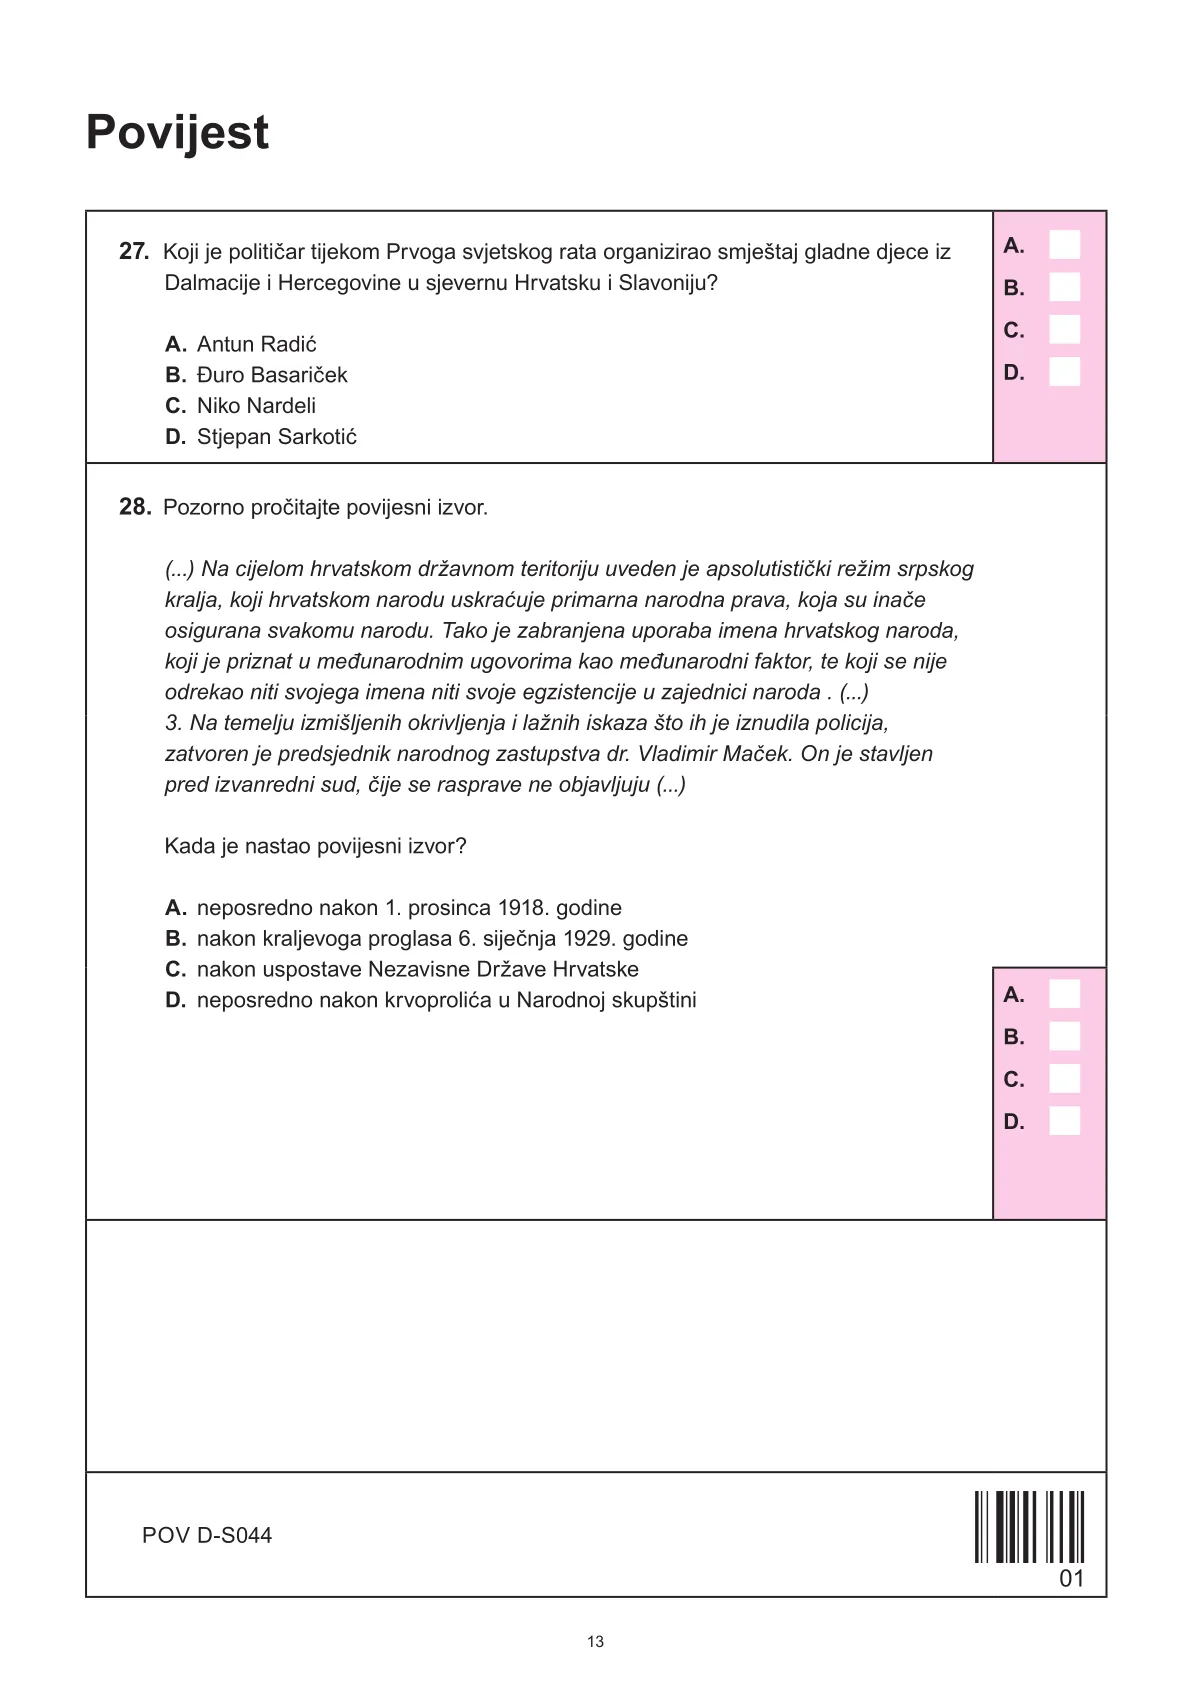 Povijest
27. Koji je političar tijekom Prvoga svjetskog rata organizirao smještaj gladne djece iz
Dalmacije i Hercegovine u sjevernu Hrvatsku i Slavoniju?
A. Antun Radić
B. Đuro Basariček
C. Niko Nardeli
D. Stjepan Sarkotić
A.
B.
C.
D.
28. Pozorno pročitajte povijesni izvor.
(...) Na cijelom hrvatskom državnom teritoriju uveden je apsolutistički režim srpskog
kralja, koji hrvatskom narodu uskraćuje primarna narodna prava, koja su inače
osigurana svakomu narodu. Tako je zabranjena uporaba imena hrvatskog naroda,
koji je priznat u međunarodnim ugovorima kao međunarodni faktor, te koji se nije
odrekao niti svojega imena niti svoje egzistencije u zajednici naroda . (...)
3. Na temelju izmišljenih okrivljenja i lažnih iskaza što ih je iznudila policija,
zatvoren je predsjednik narodnog zastupstva dr. Vladimir Maček. On je stavljen
pred izvanredni sud, čije se rasprave ne objavljuju (...)
Kada je nastao povijesni izvor?
A. neposredno nakon 1. prosinca 1918. godine
B. nakon kraljevoga proglasa 6. siječnja 1929. godine
C. nakon uspostave Nezavisne Države Hrvatske
D. neposredno nakon krvoprolića u Narodnoj skupštini
A.
B.
C.
D.
POV D-S044
01
13